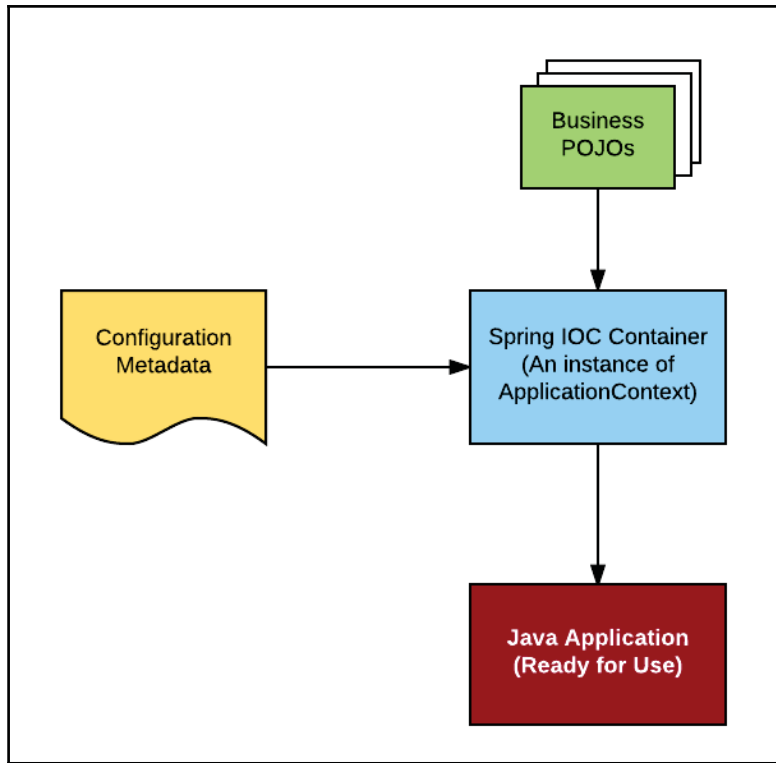 Business
POJOs
Configuration
Metadata
Spring IOC Container
(An instance of
ApplicationContext)
Java Application
(Ready for Use)